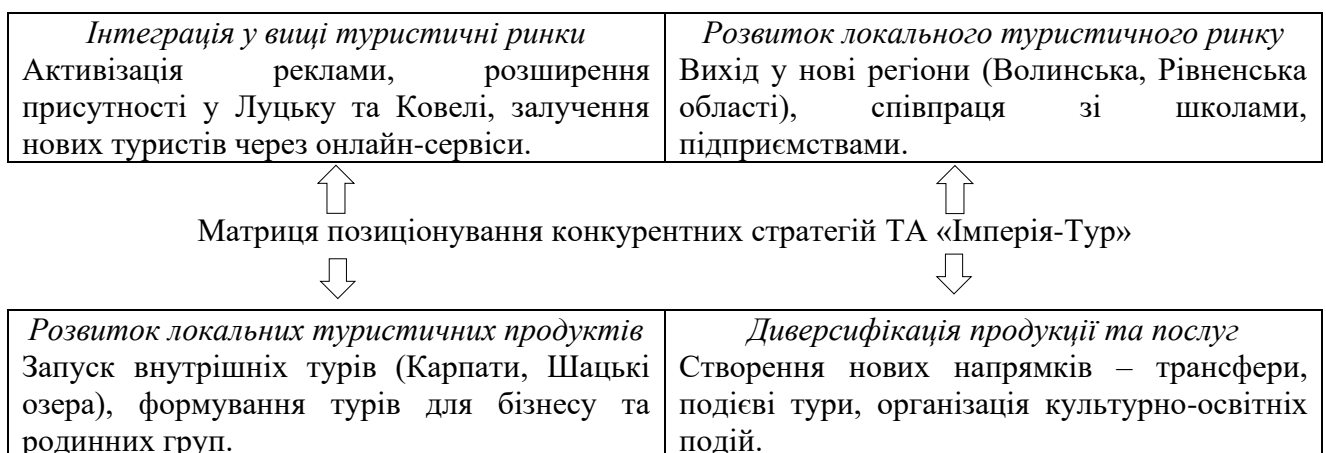 Інтеграція у вищі туристичні ринки
Активізація реклами, розширення
присутності у Луцьку та Ковелі, залучення
нових туристів через онлайн-сервіси.
Розвиток локального туристичного ринку
Вихід у нові регіони (Волинська, Рівненська
області), співпраця зі школами,
підприємствами.
Матриця позиціонування конкурентних стратегій ТА «Імперія-Тур»
Розвиток локальних туристичних продуктів
Запуск внутрішніх турів (Карпати, Шацькі
озера), формування турів для бізнесу та
родинних груп.
Диверсифікація продукції та послуг
Створення нових напрямків – трансфери,
подієві тури, організація культурно-освітніх
подій.